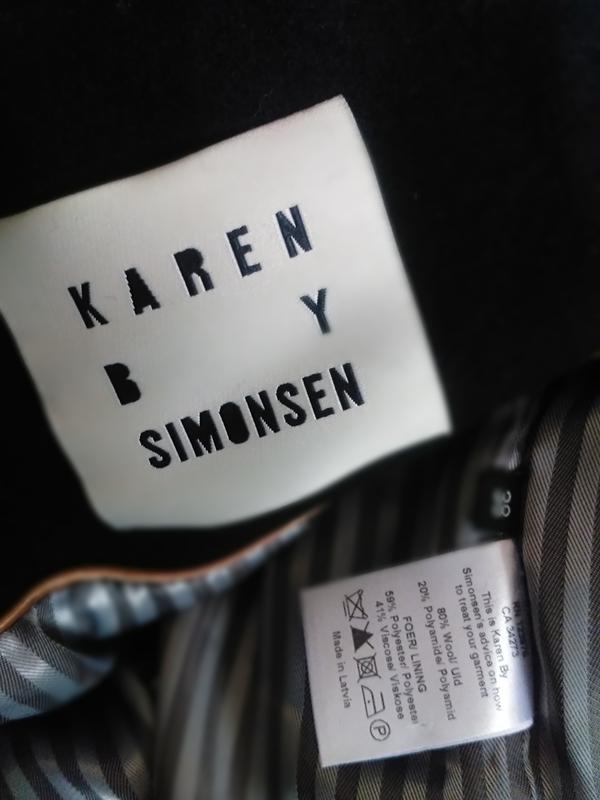 KAREN
B Y
SIMONSEN
38
CA 34273
This is Karen By
Simonsen's advice on how
to treat your garment
80% Wool/ Uld
20% Polyamide/ Polyamid
FOER/ LINING
59% Polyester/ Polyester
41% Viscose/ Viskose
P
Made in Latvia